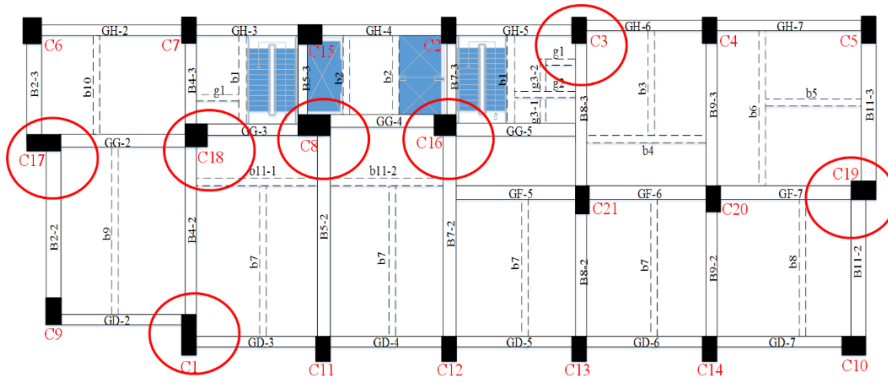 GH-2 GH-3 GH-4 GH-5 GH-6 GH-7
C6 C7 C15 C2 C3 C4 C5
B2-3 b10 B4-3 b1 B5-3 b2 b2 B7-3 b1 g1 B8-3 b3 B9-3 b6 b5 B11-3
g1 g3-2 g2
g3-1
GG-2 GG-3 GG-4 GG-5 b4
C17 C18 C8 C16 C19
b11-1 b11-2
GF-5 GF-6 GF-7
C21 C20
B2-2 b9 B4-2 b7 B5-2 b7 B7-2 b7 B8-2 b7 B9-2 b8 B11-2
GD-2 GD-3 GD-4 GD-5 GD-6 GD-7
C9 C1 C11 C12 C13 C14 C10